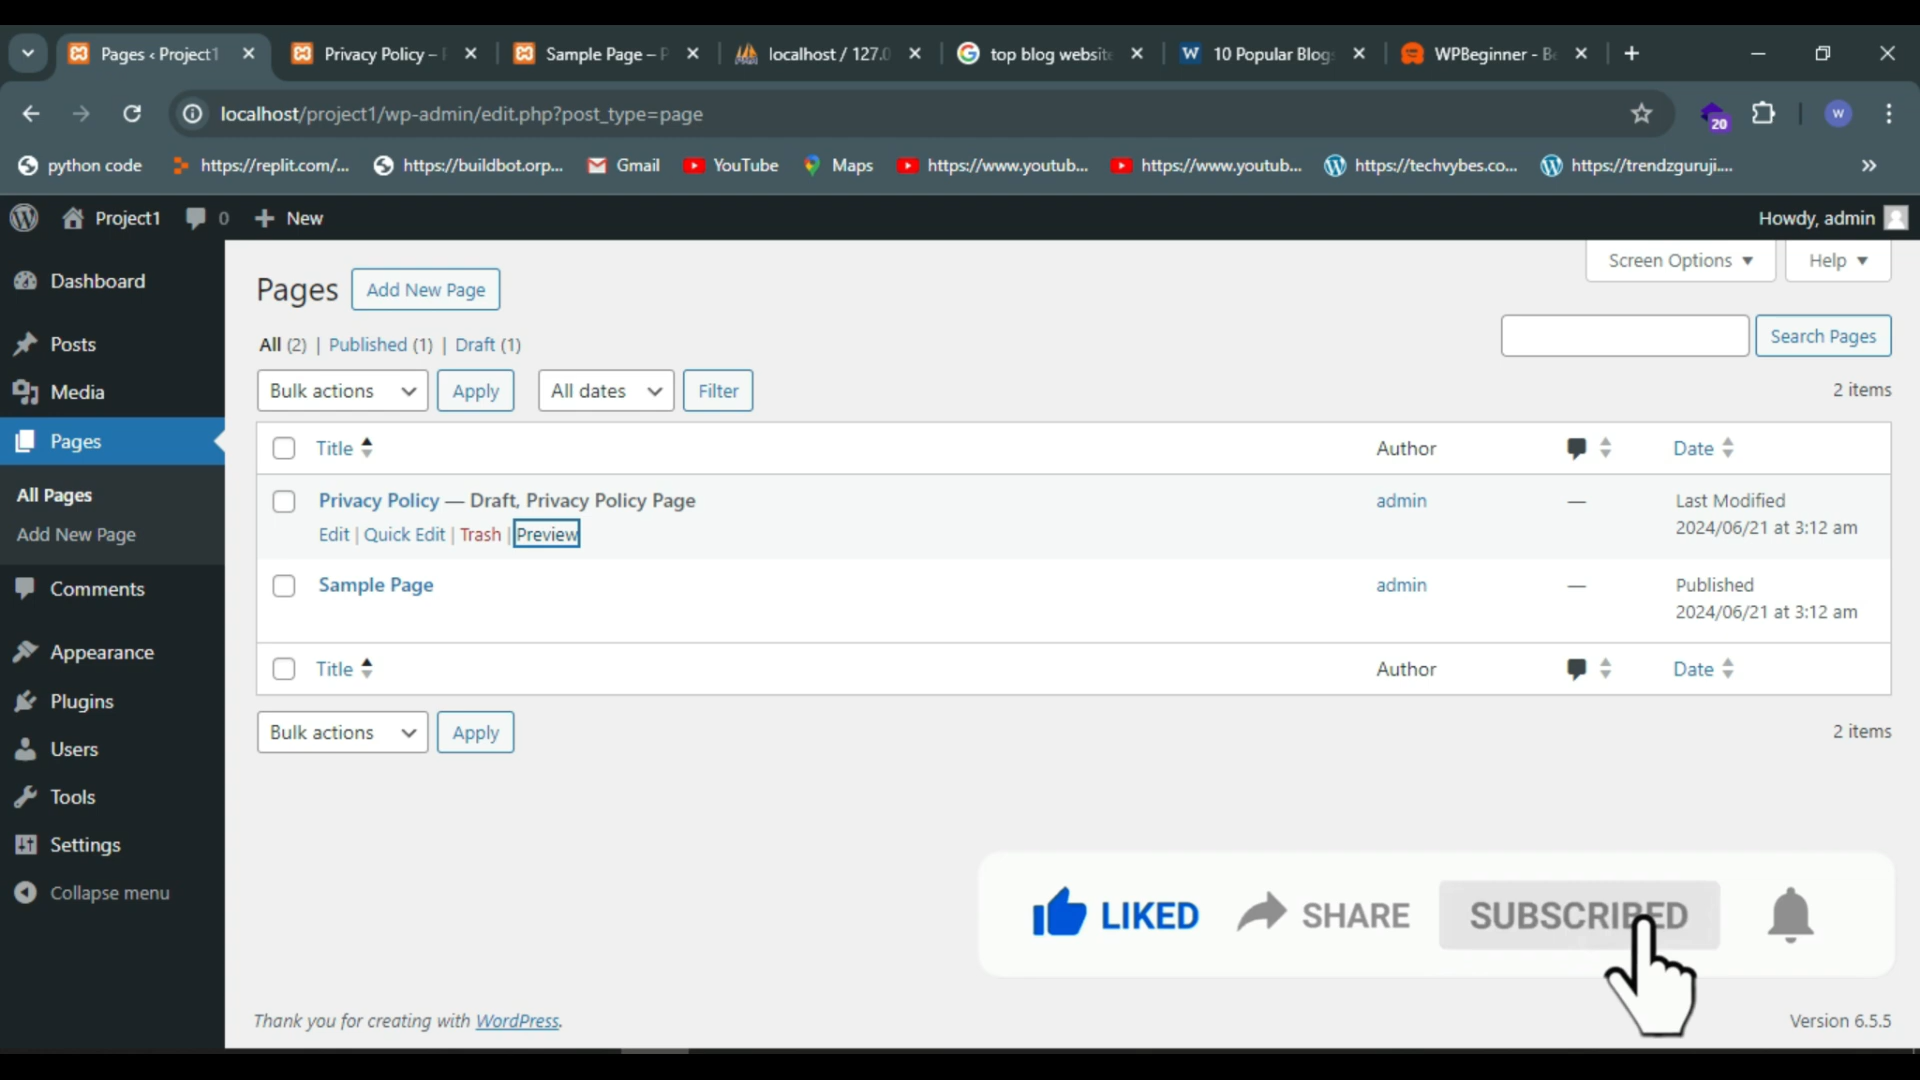 Pages ‹ Project1
Privacy Policy –
Sample Page – P
localhost / 127.0
top blog website
10 Popular Blog
WPBeginner - Be
localhost/project1/wp-admin/edit.php?post_type=page
20
W
python code
https://replit.com/...
https://buildbot.orp...
Gmail
YouTube
Maps
https://www.youtub...
https://www.youtub...
https://techvybes.co...
https://trendzguruji....
»
Project1
0
New
Howdy, admin
Dashboard
Posts
Media
Pages
All Pages
Add New Page
Comments
Appearance
Plugins
Users
Tools
Settings
Collapse menu
Screen Options
Help
Pages
Add New Page
All (2) | Published (1) | Draft (1)
Search Pages
Bulk actions
Apply
All dates
Filter
2 items
Title
Author
Date
Privacy Policy — Draft, Privacy Policy Page
admin
—
Last Modified
2024/06/21 at 3:12 am
Edit | Quick Edit | Trash | Preview
Sample Page
admin
—
Published
2024/06/21 at 3:12 am
Title
Author
Date
Bulk actions
Apply
2 items
LIKED
SHARE
SUBSCRIBED
Thank you for creating with WordPress.
Version 6.5.5